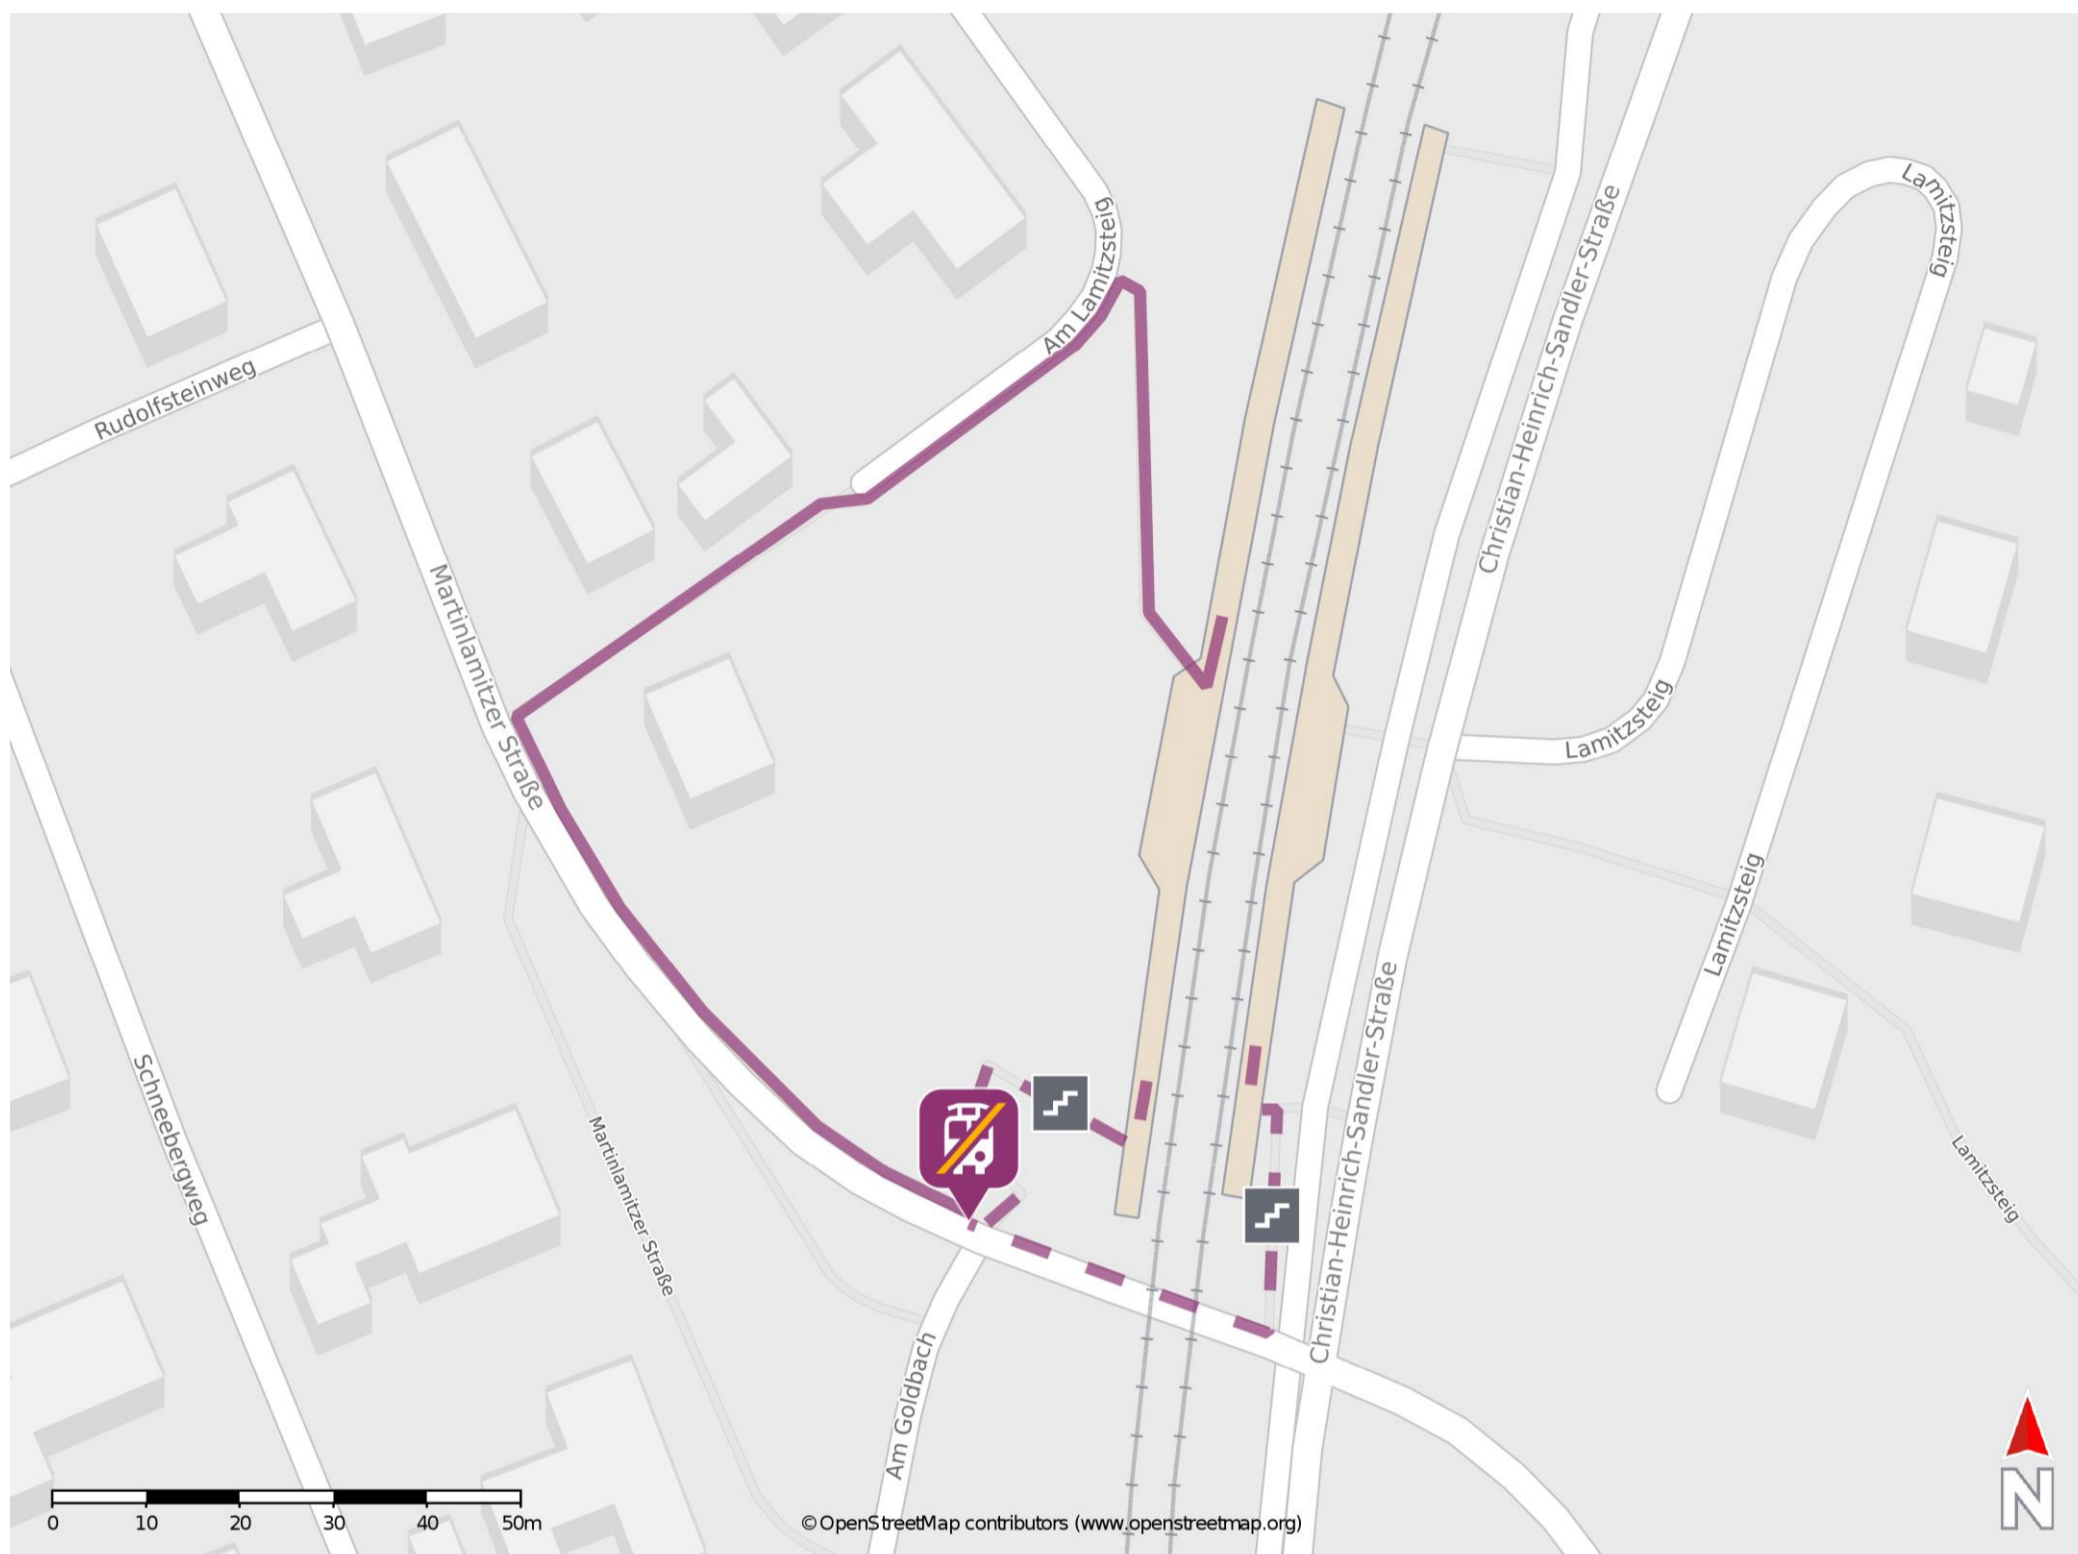 Lamitzsteig
Am Lamitzsteig
Christian-Heinrich-Sandler-Straße
Rudolfsteinweg
Martinlamitzer Straße
Lamitzsteig
Lamitzsteig
Christian-Heinrich-Sandler-Straße
Schneebergweg
Martinlamitzer Straße
Lamitzsteig
Am Goldbach
0 10 20 30 40 50m
©OpenStreetMap contributors (www.openstreetmap.org)
N